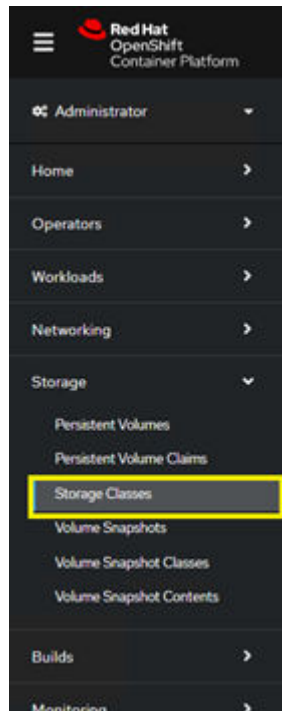 Red Hat
OpenShift
Container Platform
Administrator
Home
Operators
Workloads
Networking
Storage
Persistent Volumes
Persistent Volume Claims
Storage Classes
Volume Snapshots
Volume Snapshot Classes
Volume Snapshot Contents
Builds
Monitoring